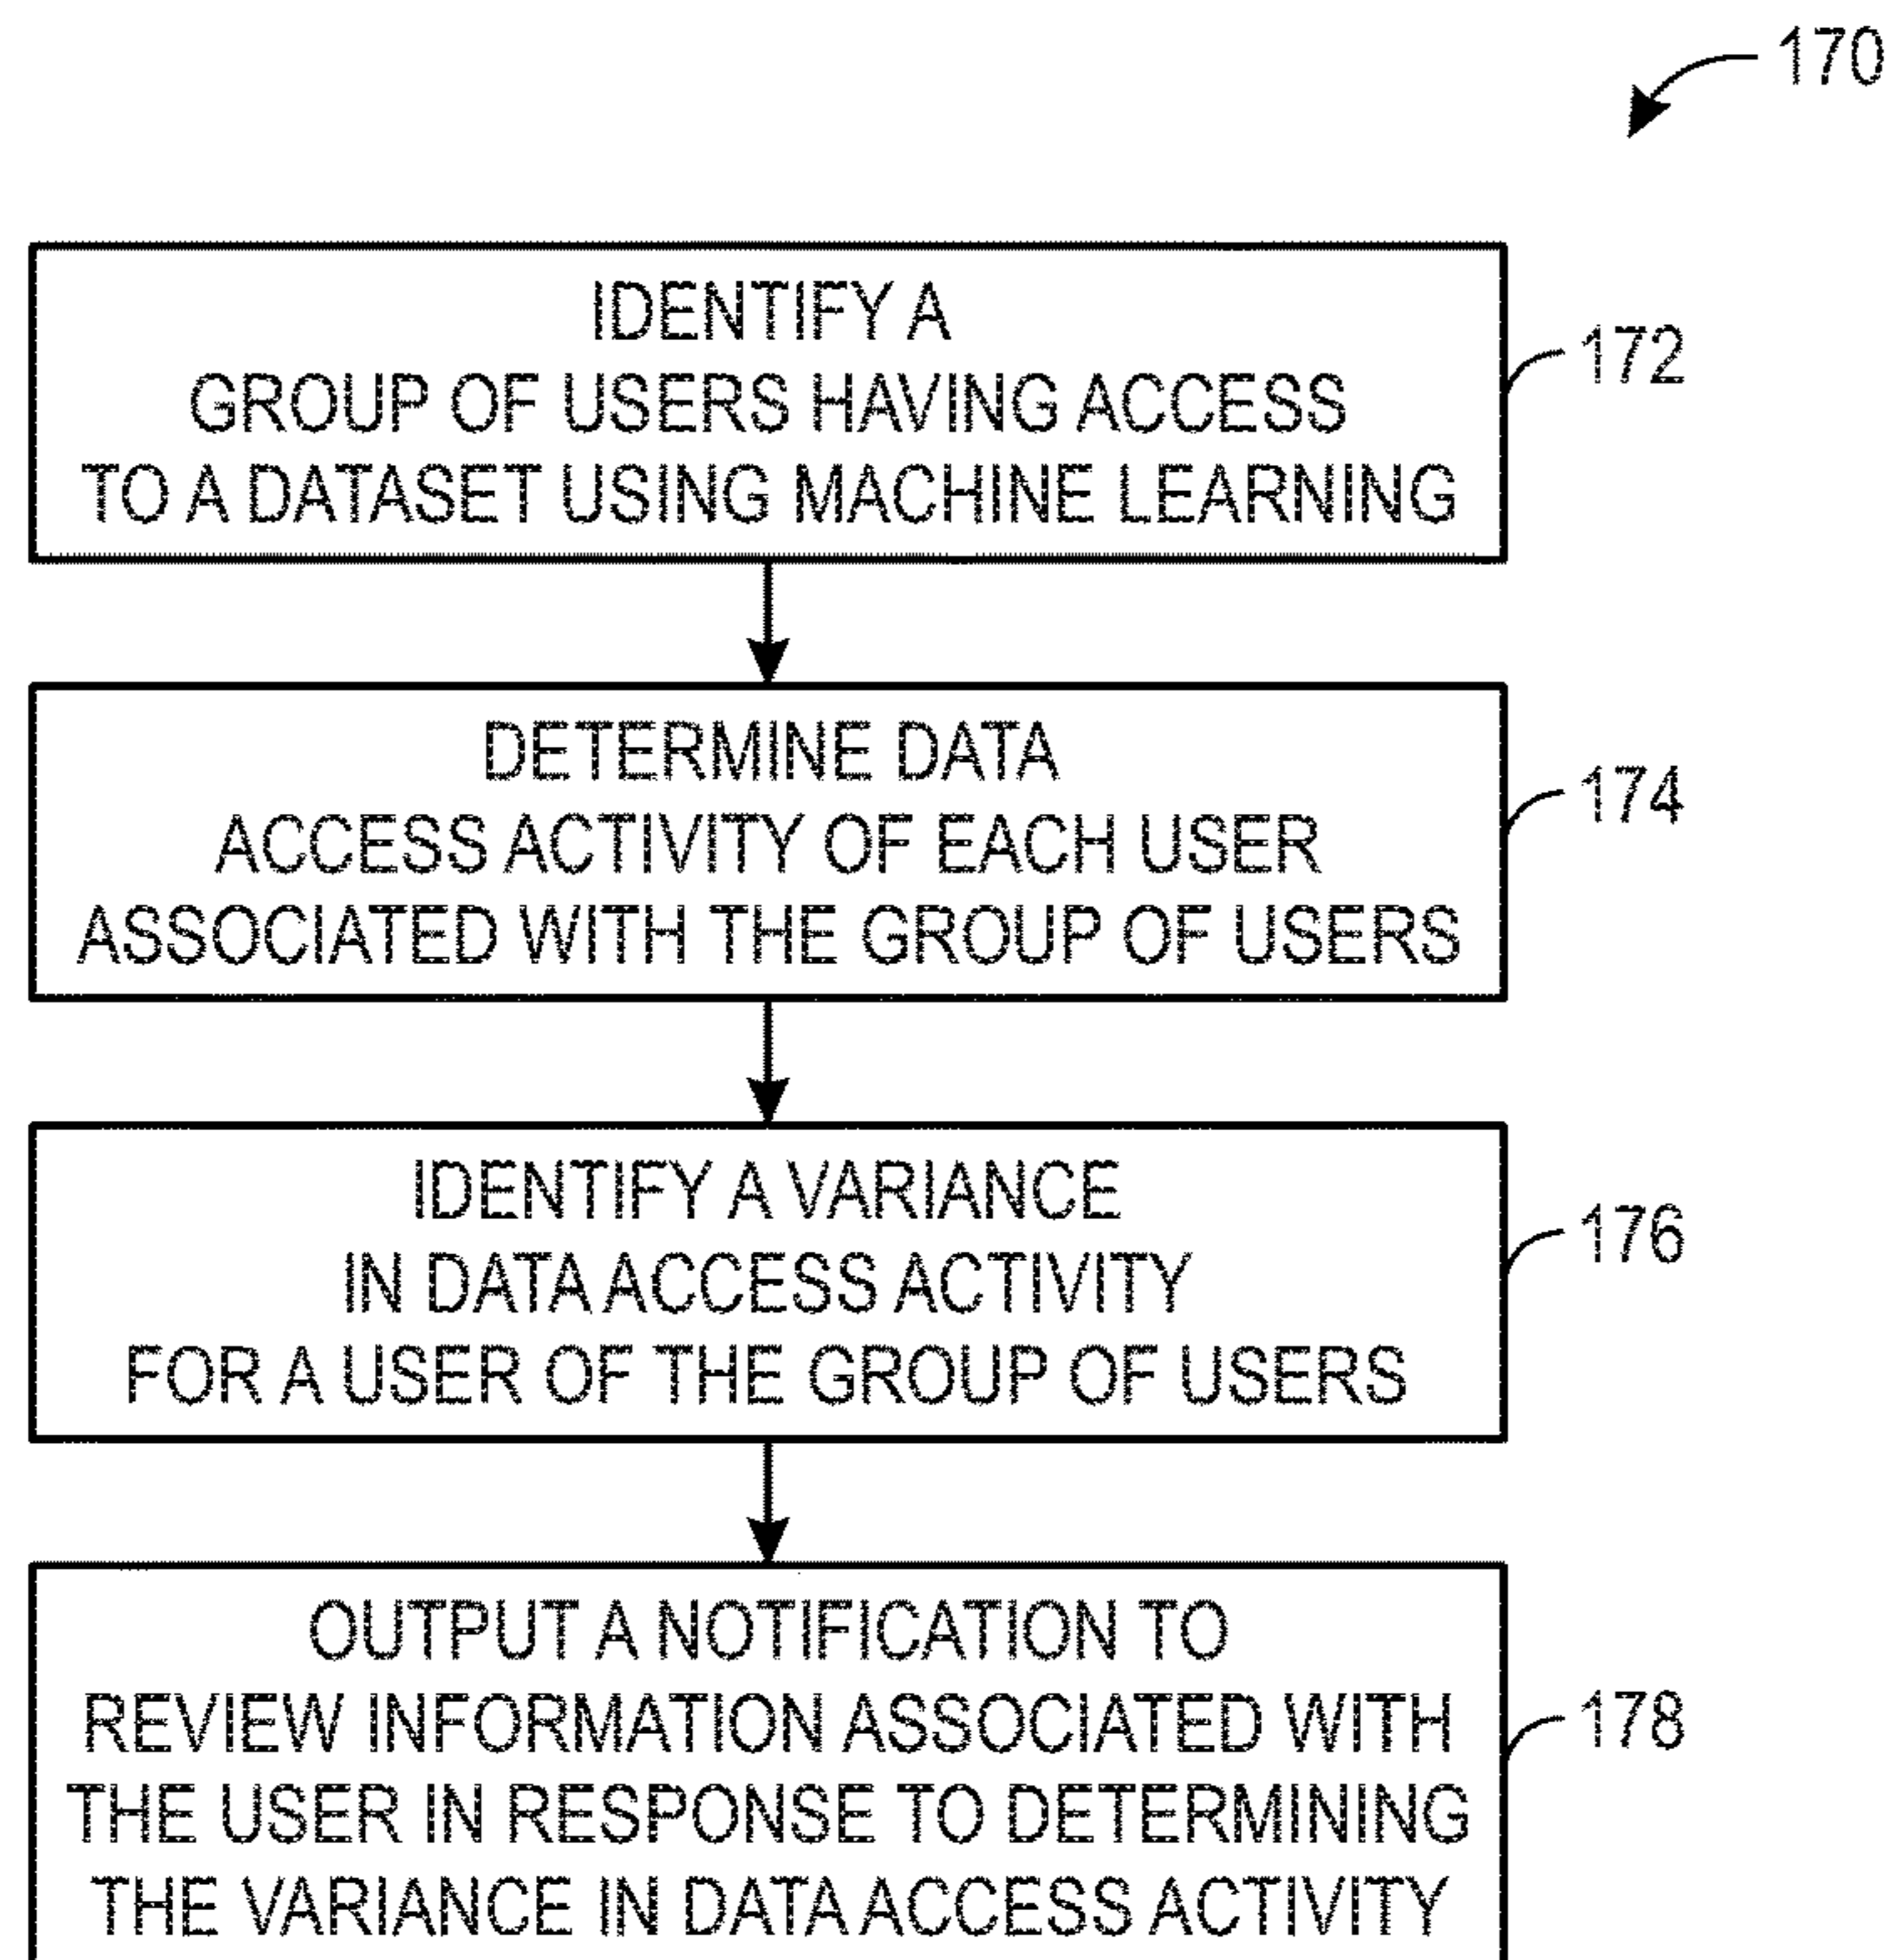 170
IDENTIFY A
GROUP OF USERS HAVING ACCESS
TO A DATASET USING MACHINE LEARNING
172
DETERMINE DATA
ACCESS ACTIVITY OF EACH USER
ASSOCIATED WITH THE GROUP OF USERS
174
IDENTIFY A VARIANCE
IN DATA ACCESS ACTIVITY
FOR A USER OF THE GROUP OF USERS
176
OUTPUT A NOTIFICATION TO
REVIEW INFORMATION ASSOCIATED WITH
THE USER IN RESPONSE TO DETERMINING
THE VARIANCE IN DATA ACCESS ACTIVITY
178